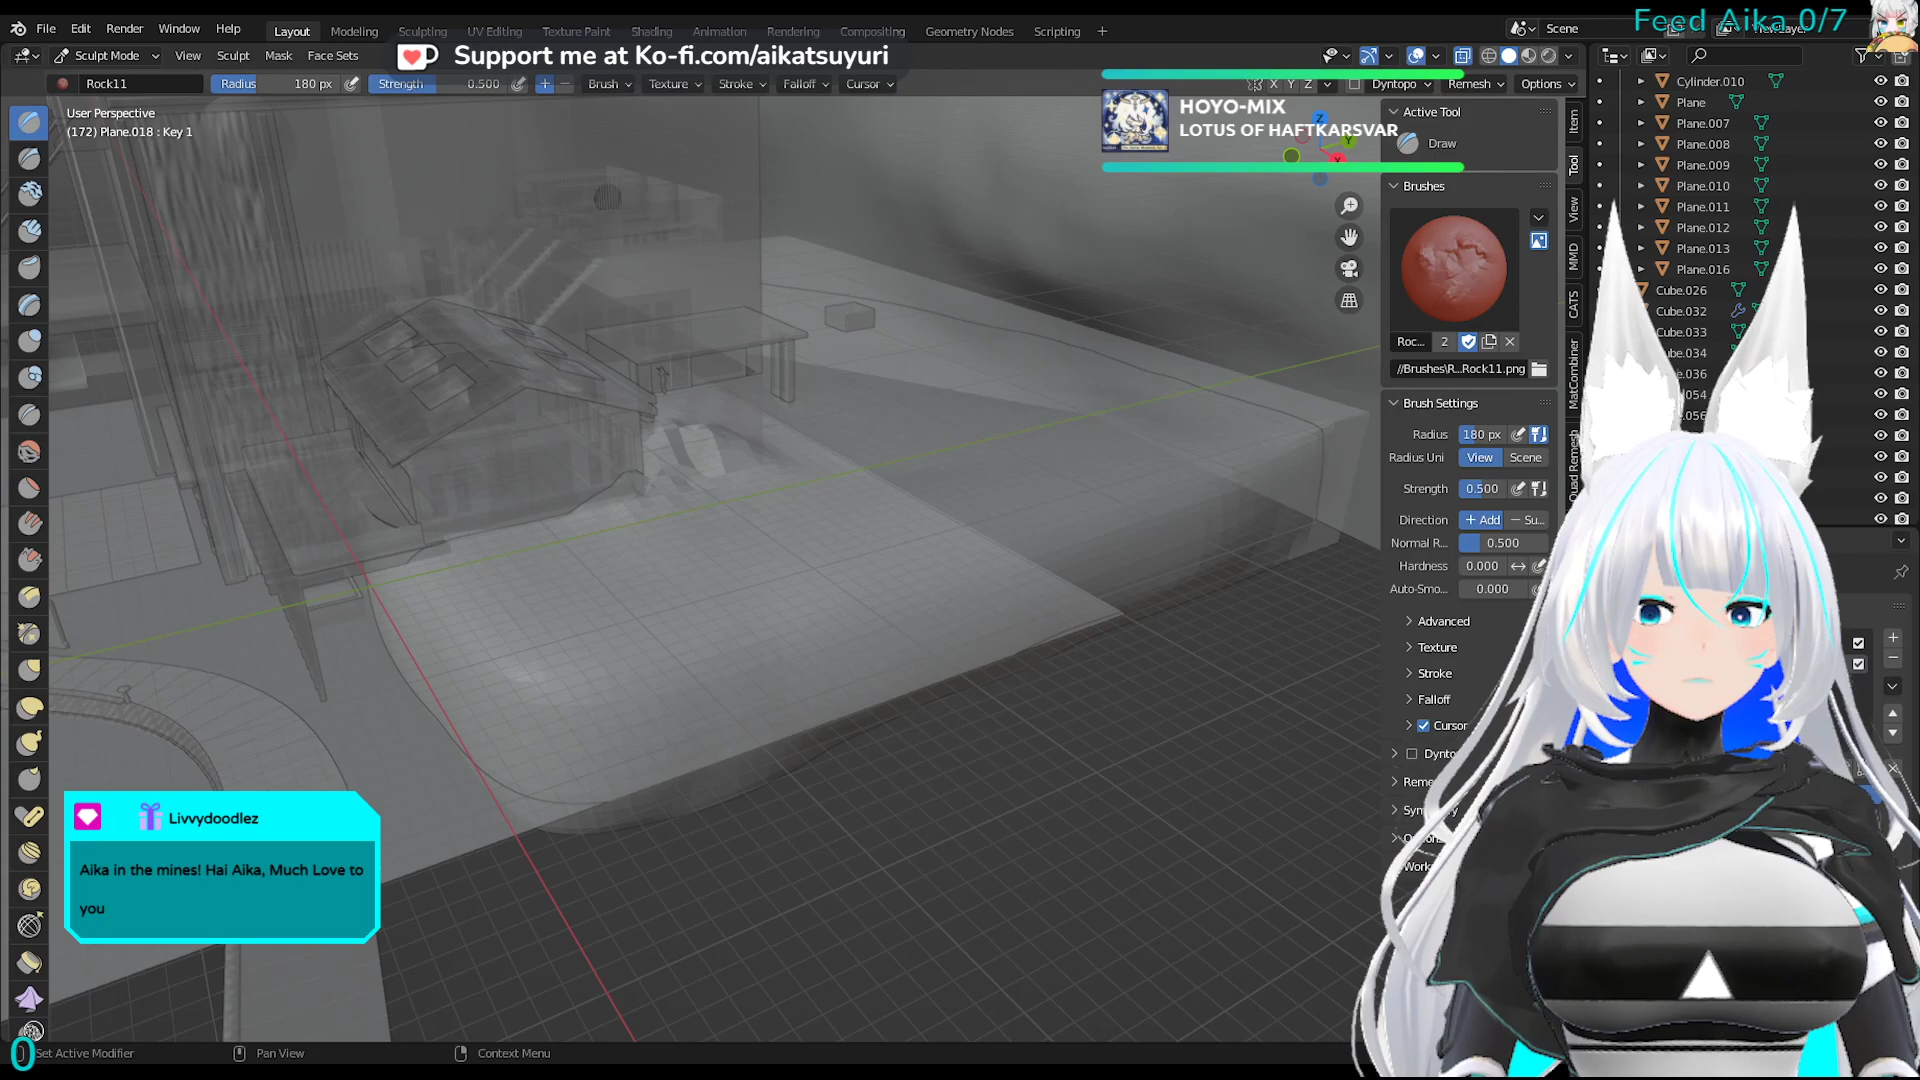 File Edit Render Window Help Layout Modeling Sculpting UV Editing Texture Paint Shading Animation Rendering Compositing Geometry Nodes Scripting +
Scene
Feed Aika 0/7
Sculpt Mode View Sculpt Mask Face Sets
Support me at Ko-fi.com/aikatsuyuri
Rock11 Radius 180 px Strength 0.500 Brush Texture Stroke Falloff Cursor
X Y Z Dyntopo Remesh Options
User Perspective
(172) Plane.018 : Key 1
HOYO-MIX
LOTUS OF HAFTKARSVAR
Z
Y
X
Active Tool
Draw
Brushes
Roc... 2
//Brushes\R...Rock11.png
Brush Settings
Radius 180 px
Radius Uni View Scene
Strength 0.500
Direction + Add — Su...
Normal R... 0.500
Hardness 0.000
Auto-Smo... 0.000
Advanced
Texture
Stroke
Falloff
Cursor
Item
Tool
View
MMD
CATS
MatCombiner
Quad Remesh
Cylinder.010
Plane
Plane.007
Plane.008
Plane.009
Plane.010
Plane.011
Plane.012
Plane.013
Plane.016
Cube.026
Cube.032
Cube.033
Livvydoodlez
Aika in the mines! Hai Aika, Much Love to
you
0
Set Active Modifier Pan View Context Menu